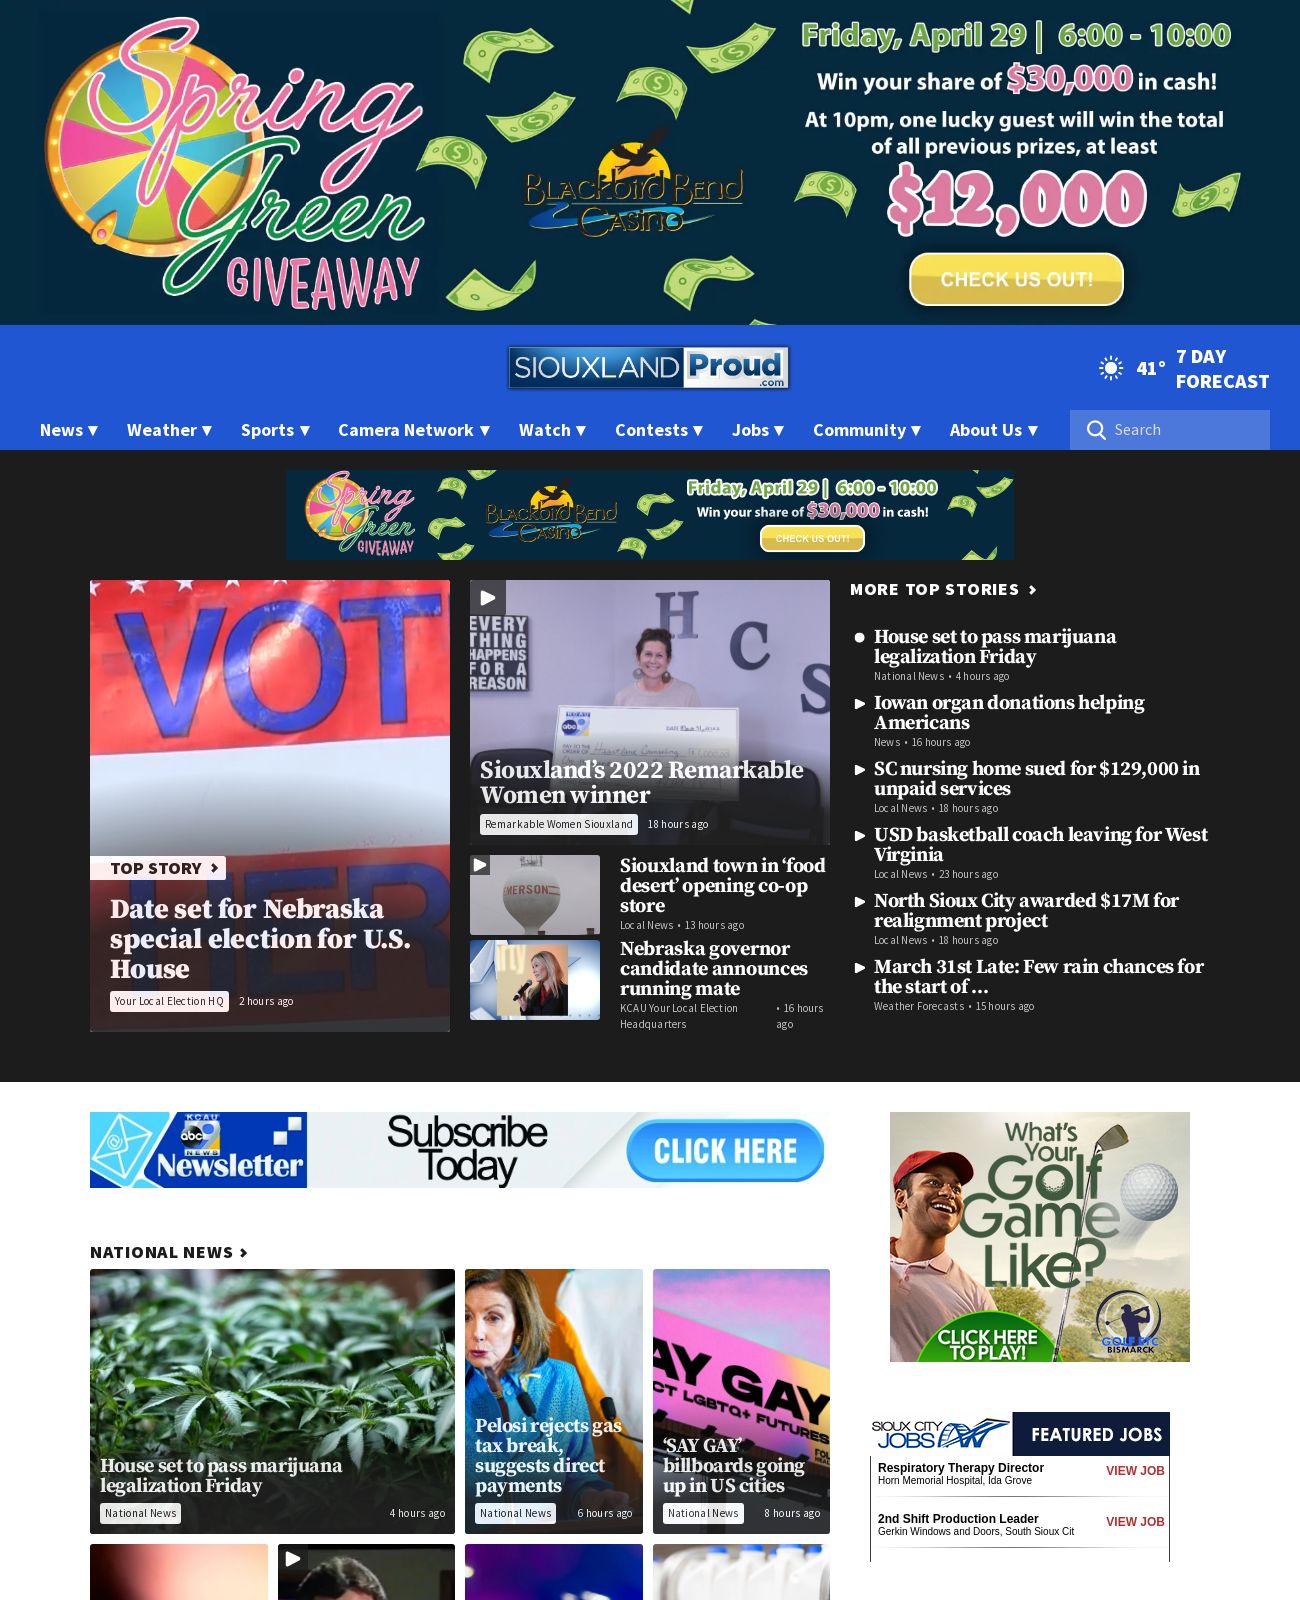 Spring
Green
GIVEAWAY
BLACKBIRD BEND
CASINO
Friday, April 29 | 6:00 - 10:00
Win your share of $30,000 in cash!
At 10pm, one lucky guest will win the total
of all previous prizes, at least
$12,000
CHECK US OUT!
SIOUXLAND Proud
.com
41°
7 DAY
FORECAST
News ▾
Weather ▾
Sports ▾
Camera Network ▾
Watch ▾
Contests ▾
Jobs ▾
Community ▾
About Us ▾
Search
Spring
Green
GIVEAWAY
BLACKBIRD BEND
CASINO
Friday, April 29 | 6:00 - 10:00
Win your share of $30,000 in cash!
CHECK US OUT!
VOT
HER
TOP STORY
Date set for Nebraska
special election for U.S.
House
Your Local Election HQ
2 hours ago
EVERY
THING
HAPPENS
FOR A
REASON
H C S
KCAU
abc
Siouxland’s 2022 Remarkable
Women winner
Remarkable Women Siouxland
18 hours ago
EMERSON
Siouxland town in ‘food
desert’ opening co-op
store
Local News • 13 hours ago
Nebraska governor
candidate announces
running mate
KCAU Your Local Election
Headquarters
• 16 hours
ago
MORE TOP STORIES
House set to pass marijuana
legalization Friday
National News • 4 hours ago
Iowan organ donations helping
Americans
News • 16 hours ago
SC nursing home sued for $129,000 in
unpaid services
Local News • 18 hours ago
USD basketball coach leaving for West
Virginia
Local News • 23 hours ago
North Sioux City awarded $17M for
realignment project
Local News • 18 hours ago
March 31st Late: Few rain chances for
the start of …
Weather Forecasts • 15 hours ago
KCAU
abc 9
NEWS
Newsletter
Subscribe
Today
CLICK HERE
What's
Your
Golf
Game
Like?
CLICK HERE
TO PLAY!
GOLF ETC
BISMARCK
NATIONAL NEWS
House set to pass marijuana
legalization Friday
National News
4 hours ago
Pelosi rejects gas
tax break,
suggests direct
payments
National News
6 hours ago
AY GAY
CT LGBTQ+ FUTURES
‘SAY GAY’
billboards going
up in US cities
National News
8 hours ago
SIOUX CITY
JOBS
FEATURED JOBS
Respiratory Therapy Director
VIEW JOB
Horn Memorial Hospital, Ida Grove
2nd Shift Production Leader
VIEW JOB
Gerkin Windows and Doors, South Sioux Cit